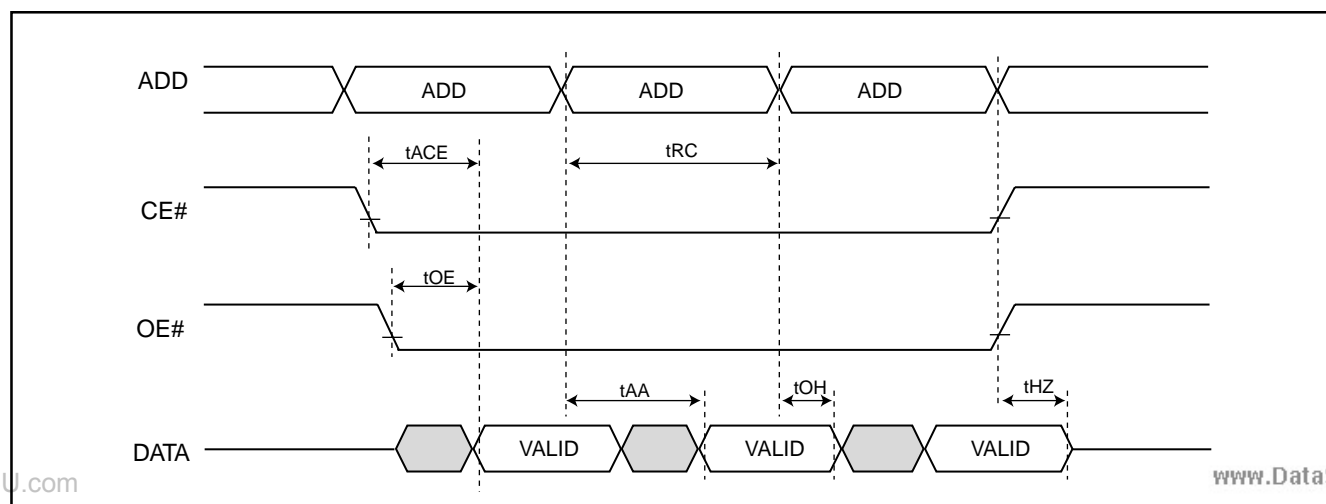 ADD
ADD
ADD
ADD
tACE
tRC
CE#
tOE
OE#
tAA
tOH
tHZ
DATA
VALID
VALID
VALID
U.com
www.Data